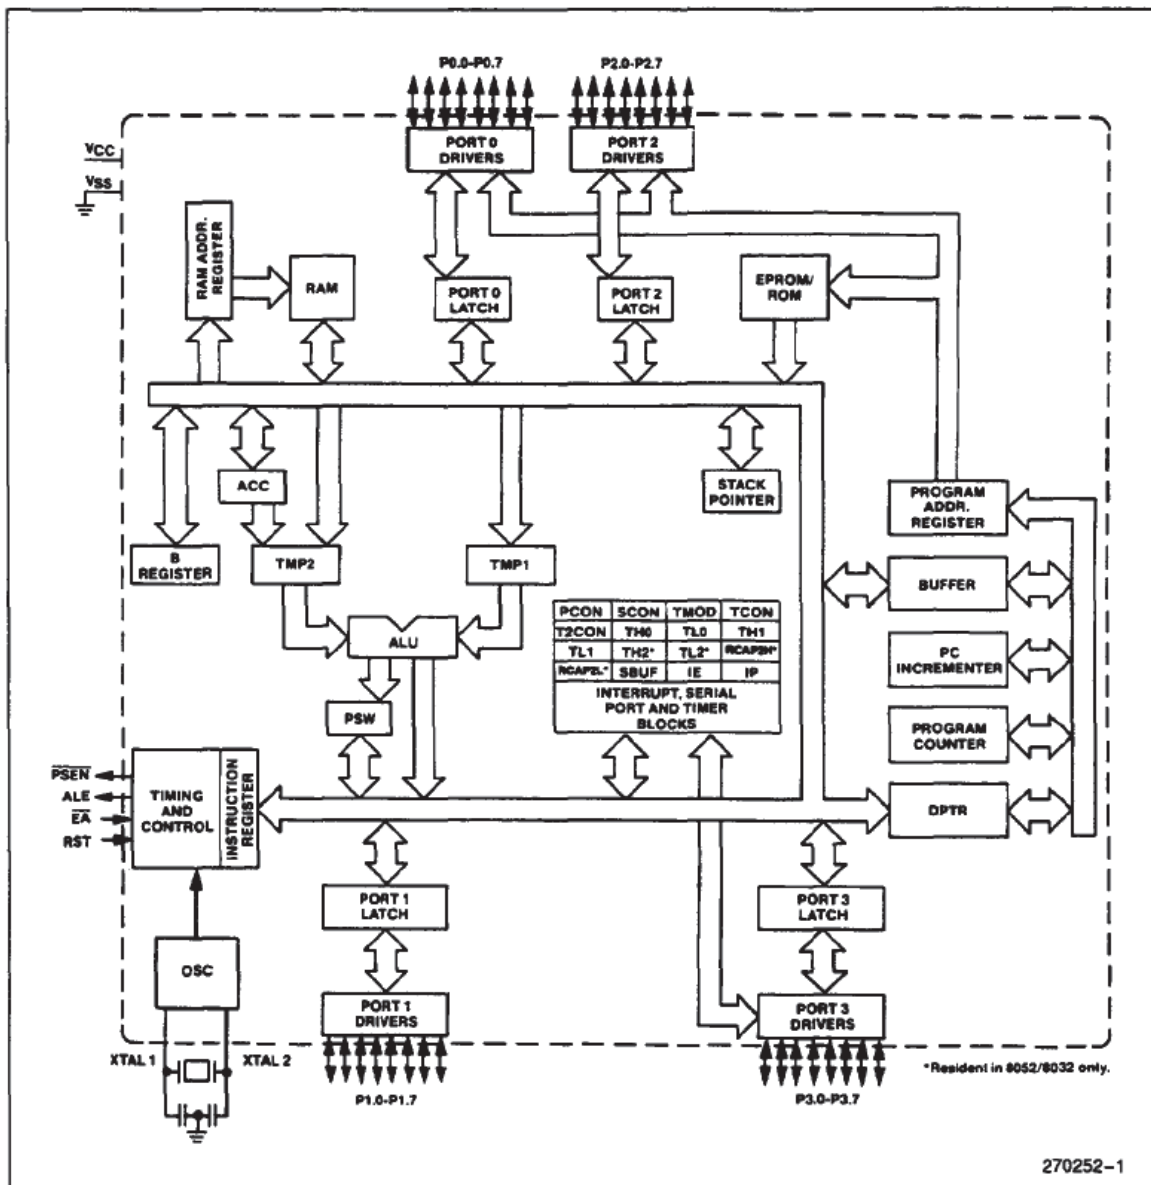 P0.0-P0.7
P2.0-P2.7
VCC
VSS
PORT 0
DRIVERS
PORT 2
DRIVERS
RAM ADDR.
REGISTER
RAM
PORT 0
LATCH
PORT 2
LATCH
EPROM/
ROM
B
REGISTER
ACC
TMP2
TMP1
ALU
PSW
STACK
POINTER
PROGRAM
ADDR.
REGISTER
BUFFER
PC
INCREMENTER
PROGRAM
COUNTER
DPTR
PCON SCON TMOD TCON
T2CON TH0 TL0 TH1
TL1 TH2* TL2* RCAP2H*
RCAP2L* SBUF IE IP
INTERRUPT, SERIAL
PORT AND TIMER
BLOCKS
PSEN
ALE
EA
RST
TIMING
AND
CONTROL
INSTRUCTION
REGISTER
OSC
XTAL 1
XTAL 2
PORT 1
LATCH
PORT 1
DRIVERS
P1.0-P1.7
PORT 3
LATCH
PORT 3
DRIVERS
P3.0-P3.7
*Resident in 8052/8032 only.
270252-1